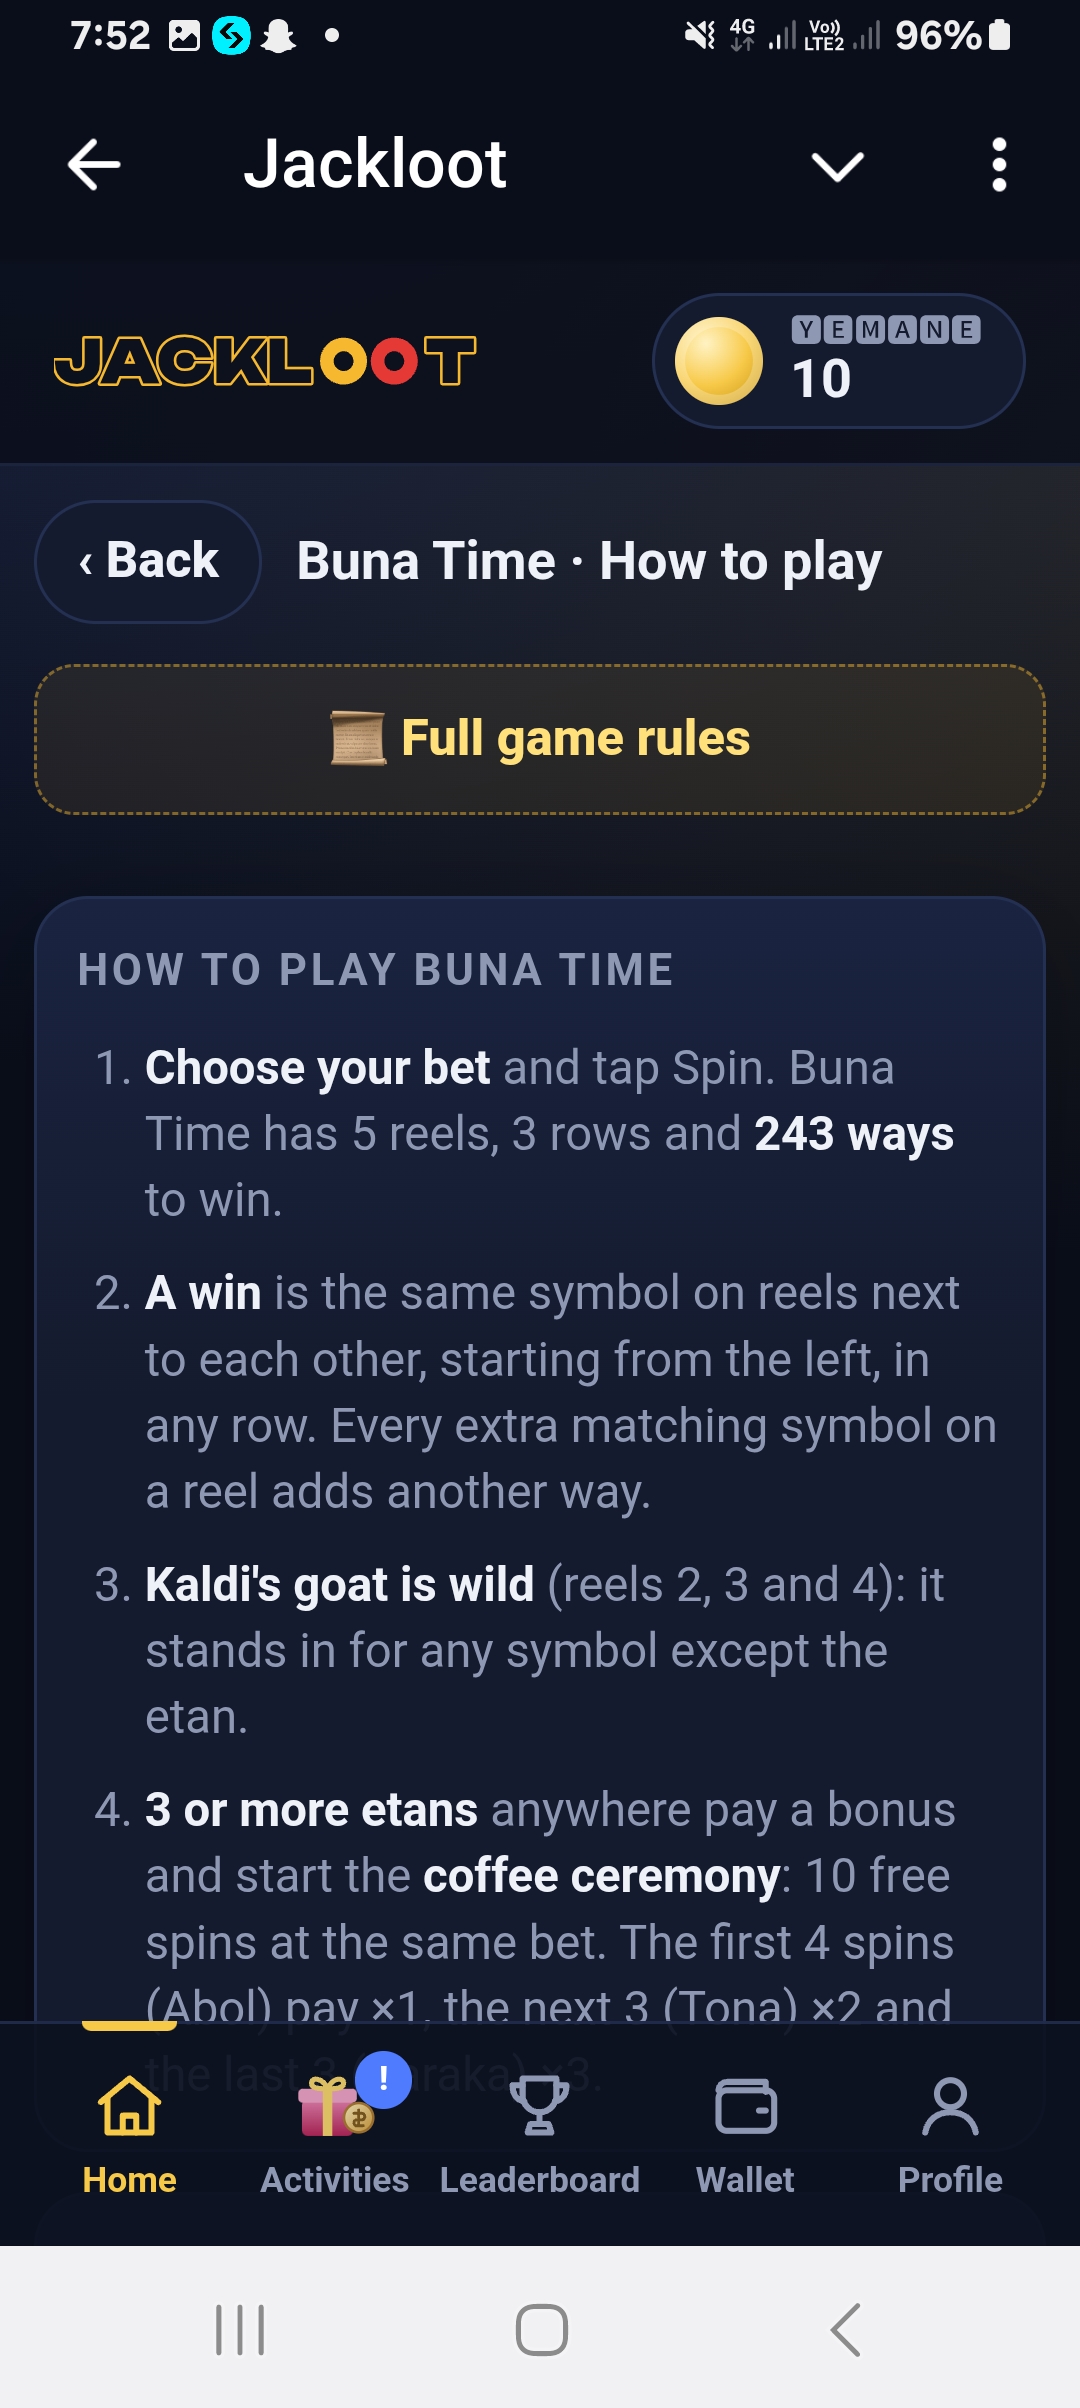 7:52
4G
Vo))
LTE2
96%
Jackloot
JACKLOOT
🅈🄴🄼🄰🄽🄴
10
‹ Back
Buna Time · How to play
Full game rules
HOW TO PLAY BUNA TIME
1. Choose your bet and tap Spin. Buna
Time has 5 reels, 3 rows and 243 ways
to win.
2. A win is the same symbol on reels next
to each other, starting from the left, in
any row. Every extra matching symbol on
a reel adds another way.
3. Kaldi's goat is wild (reels 2, 3 and 4): it
stands in for any symbol except the
etan.
4. 3 or more etans anywhere pay a bonus
and start the coffee ceremony: 10 free
spins at the same bet. The first 4 spins
(Abol) pay ×1, the next 3 (Tona) ×2 and
the last 3 ×3.
!
Home
Activities
Leaderboard
Wallet
Profile